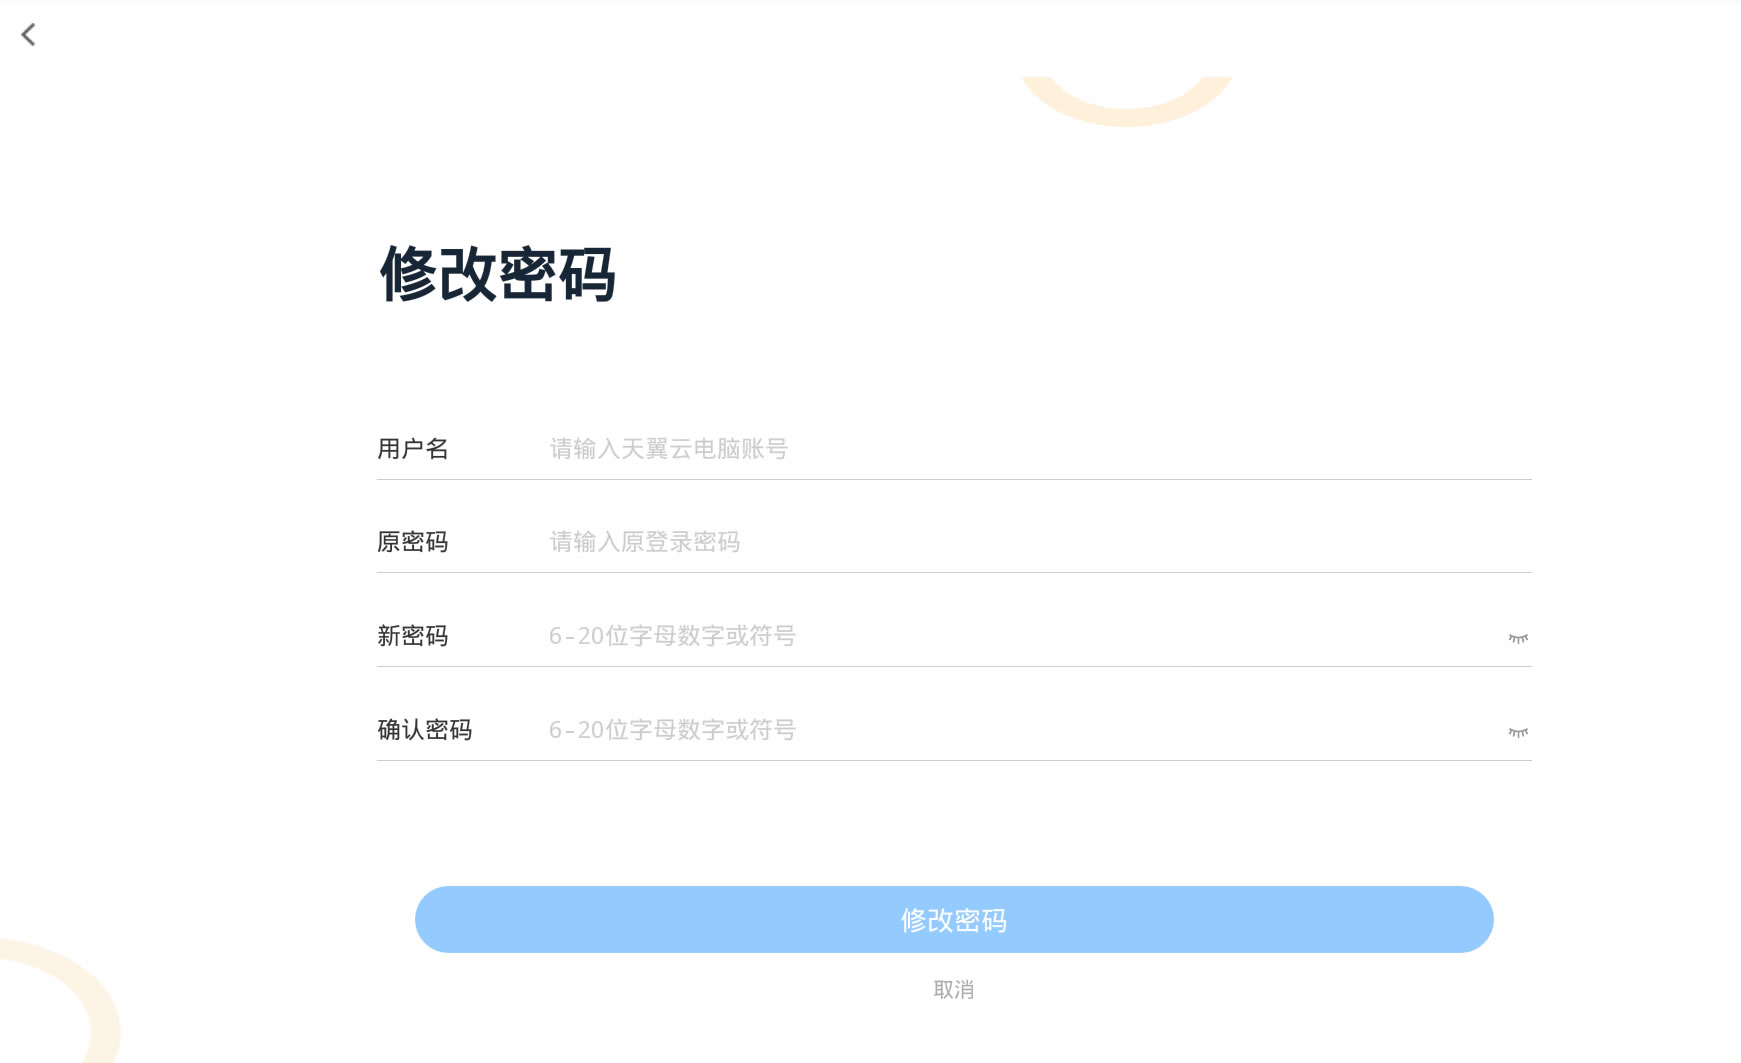 修改密码
用户名 请输入天翼云电脑账号
原密码 请输入原登录密码
新密码 6-20位字母数字或符号
确认密码 6-20位字母数字或符号
修改密码
取消